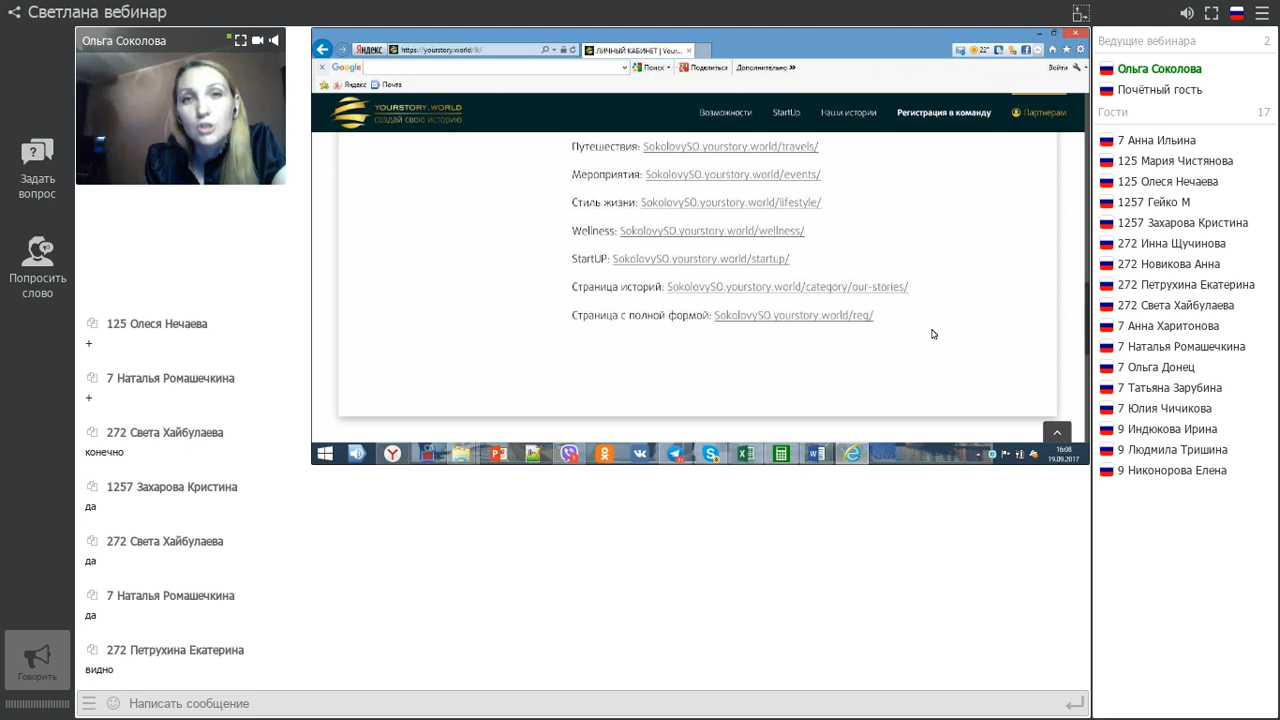 Светлана вебинар
Ольга Соколова
Задать
вопрос
Попросить
слово
125 Олеся Нечаева
+
7 Наталья Ромашечкина
+
272 Света Хайбулаева
конечно
1257 Захарова Кристина
да
272 Света Хайбулаева
да
7 Наталья Ромашечкина
да
272 Петрухина Екатерина
видно
Говорить
Написать сообщение
Яндекс
https://yourstory.world/lk/
ЛИЧНЫЙ КАБИНЕТ | Your...
22°
Google
Поиск
Поделиться
Дополнительно »
Войти
Яндекс
Почта
YOURSTORY.WORLD
создай свою историю
Возможности
StartUp
Наши истории
Регистрация в команду
Партнерам
Путешествия: SokolovySO.yourstory.world/travels/
Мероприятия: SokolovySO.yourstory.world/events/
Стиль жизни: SokolovySO.yourstory.world/lifestyle/
Wellness: SokolovySO.yourstory.world/wellness/
StartUP: SokolovySO.yourstory.world/startup/
Страница историй: SokolovySO.yourstory.world/category/our-stories/
Страница с полной формой: SokolovySO.yourstory.world/reg/
16:08
19.09.2017
Ведущие вебинара 2
Ольга Соколова
Почётный гость
Гости 17
7 Анна Ильина
125 Мария Чистянова
125 Олеся Нечаева
1257 Гейко М
1257 Захарова Кристина
272 Инна Щучинова
272 Новикова Анна
272 Петрухина Екатерина
272 Света Хайбулаева
7 Анна Харитонова
7 Наталья Ромашечкина
7 Ольга Донец
7 Татьяна Зарубина
7 Юлия Чичикова
9 Индюкова Ирина
9 Людмила Тришина
9 Никонорова Елена